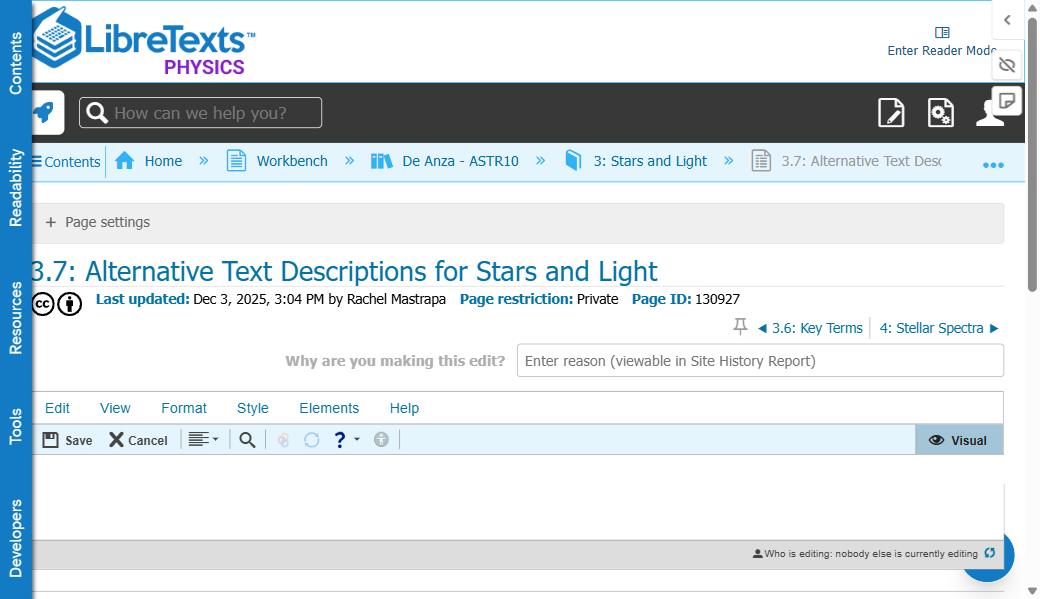 LibreTexts™
PHYSICS
Enter Reader Mode
How can we help you?
Contents
Home
»
Workbench
»
De Anza - ASTR10
»
3: Stars and Light
»
3.7: Alternative Text Desc
+ Page settings
3.7: Alternative Text Descriptions for Stars and Light
Last updated: Dec 3, 2025, 3:04 PM by Rachel Mastrapa Page restriction: Private Page ID: 130927
◄ 3.6: Key Terms
4: Stellar Spectra ►
Why are you making this edit?
Enter reason (viewable in Site History Report)
Edit View Format Style Elements Help
Save Cancel ? Visual
Who is editing: nobody else is currently editing
Contents
Readability
Resources
Tools
Developers
cc